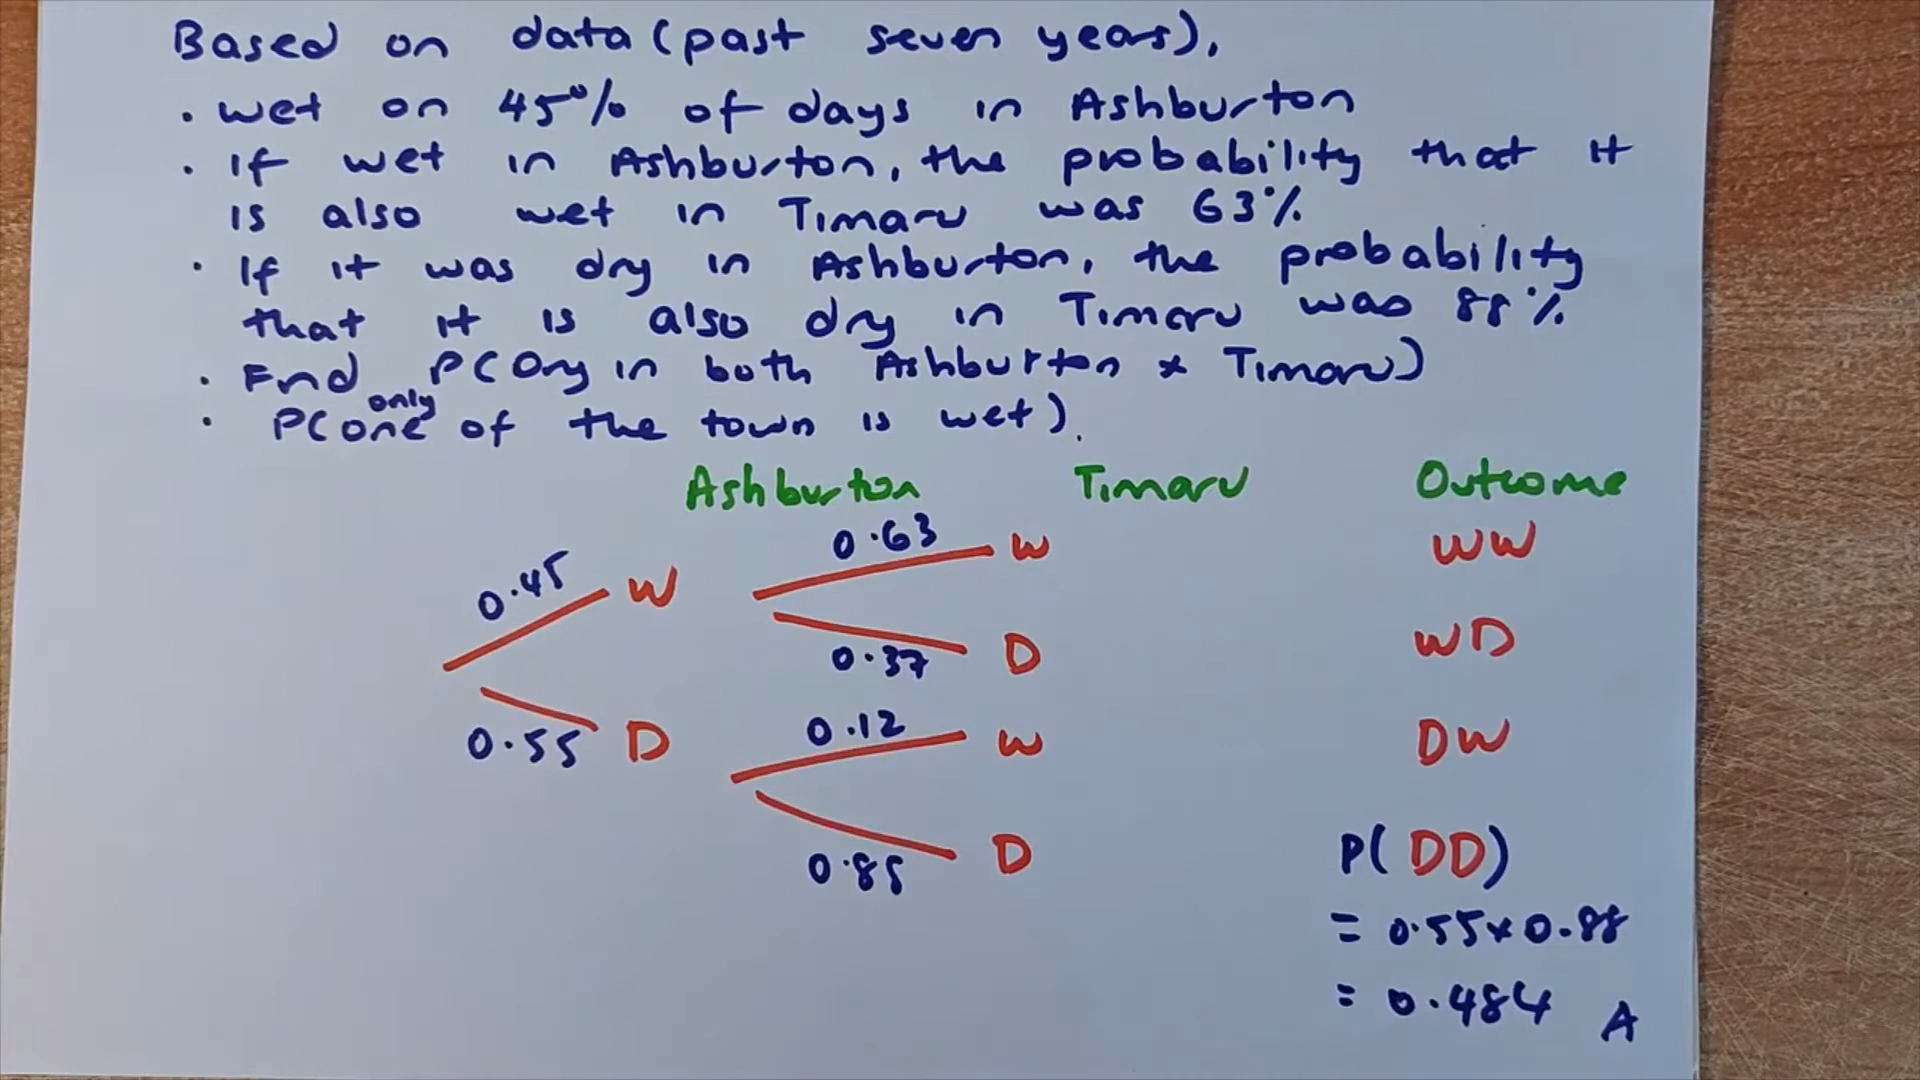 Based on data (past seven years),
• wet on 45% of days in Ashburton
• If wet in Ashburton, the probability that it
is also wet in Timaru was 63%
• If it was dry in Ashburton, the probability
that it is also dry in Timaru was 88%
• Find P(Dry in both Ashburton & Timaru)
only
• P(one of the town is wet).
Ashburton Timaru Outcome
0.45 W 0.63 W WW
0.37 D WD
0.55 D 0.12 W DW
0.88 D P(DD)
= 0.55 × 0.88
= 0.484 A